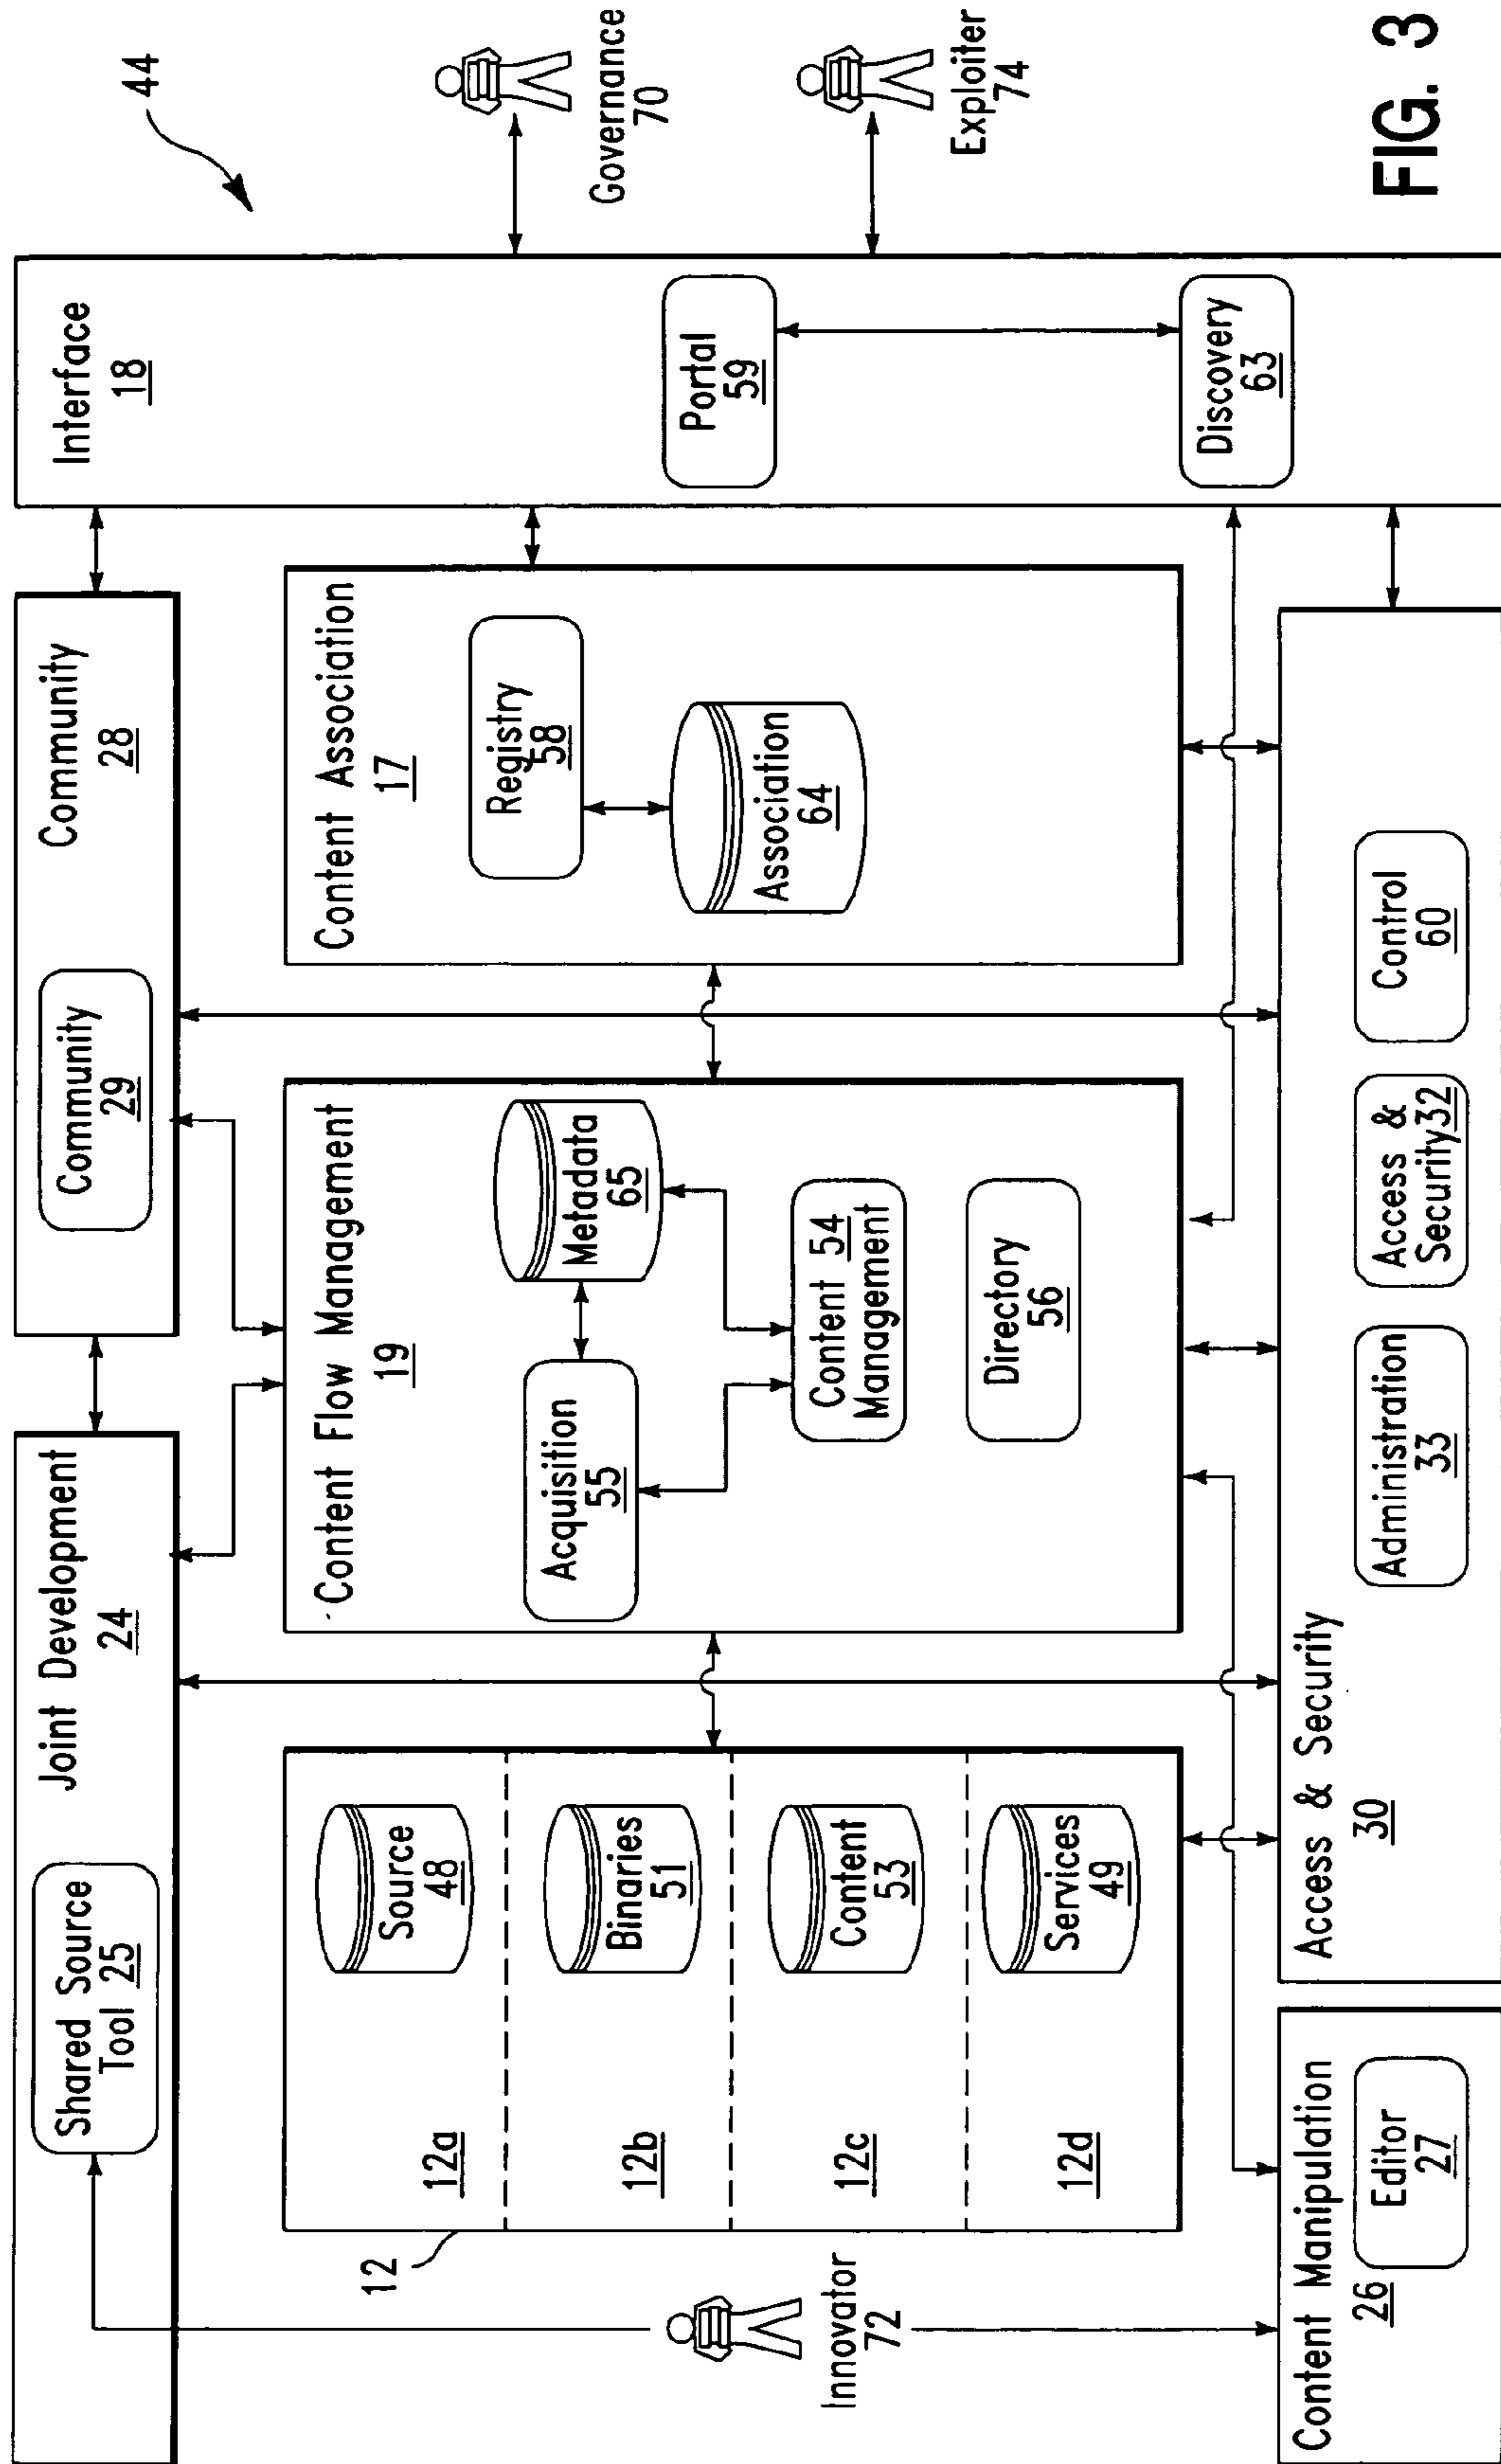 44
Joint Development
24
Shared Source
Tool 25
Community
28
Community
29
Interface
18
Portal
59
Discovery
63
Governance
70
Exploiter
74
12
12a
Source
48
12b
Binaries
51
12c
Content
53
12d
Services
49
Innovator
72
Content Flow Management
19
Acquisition
55
Metadata
65
Content 54
Management
Directory
56
Content Association
17
Registry
58
Association
64
Content Manipulation
26
Editor
27
Access & Security
30
Administration
33
Access &
Security32
Control
60
FIG. 3